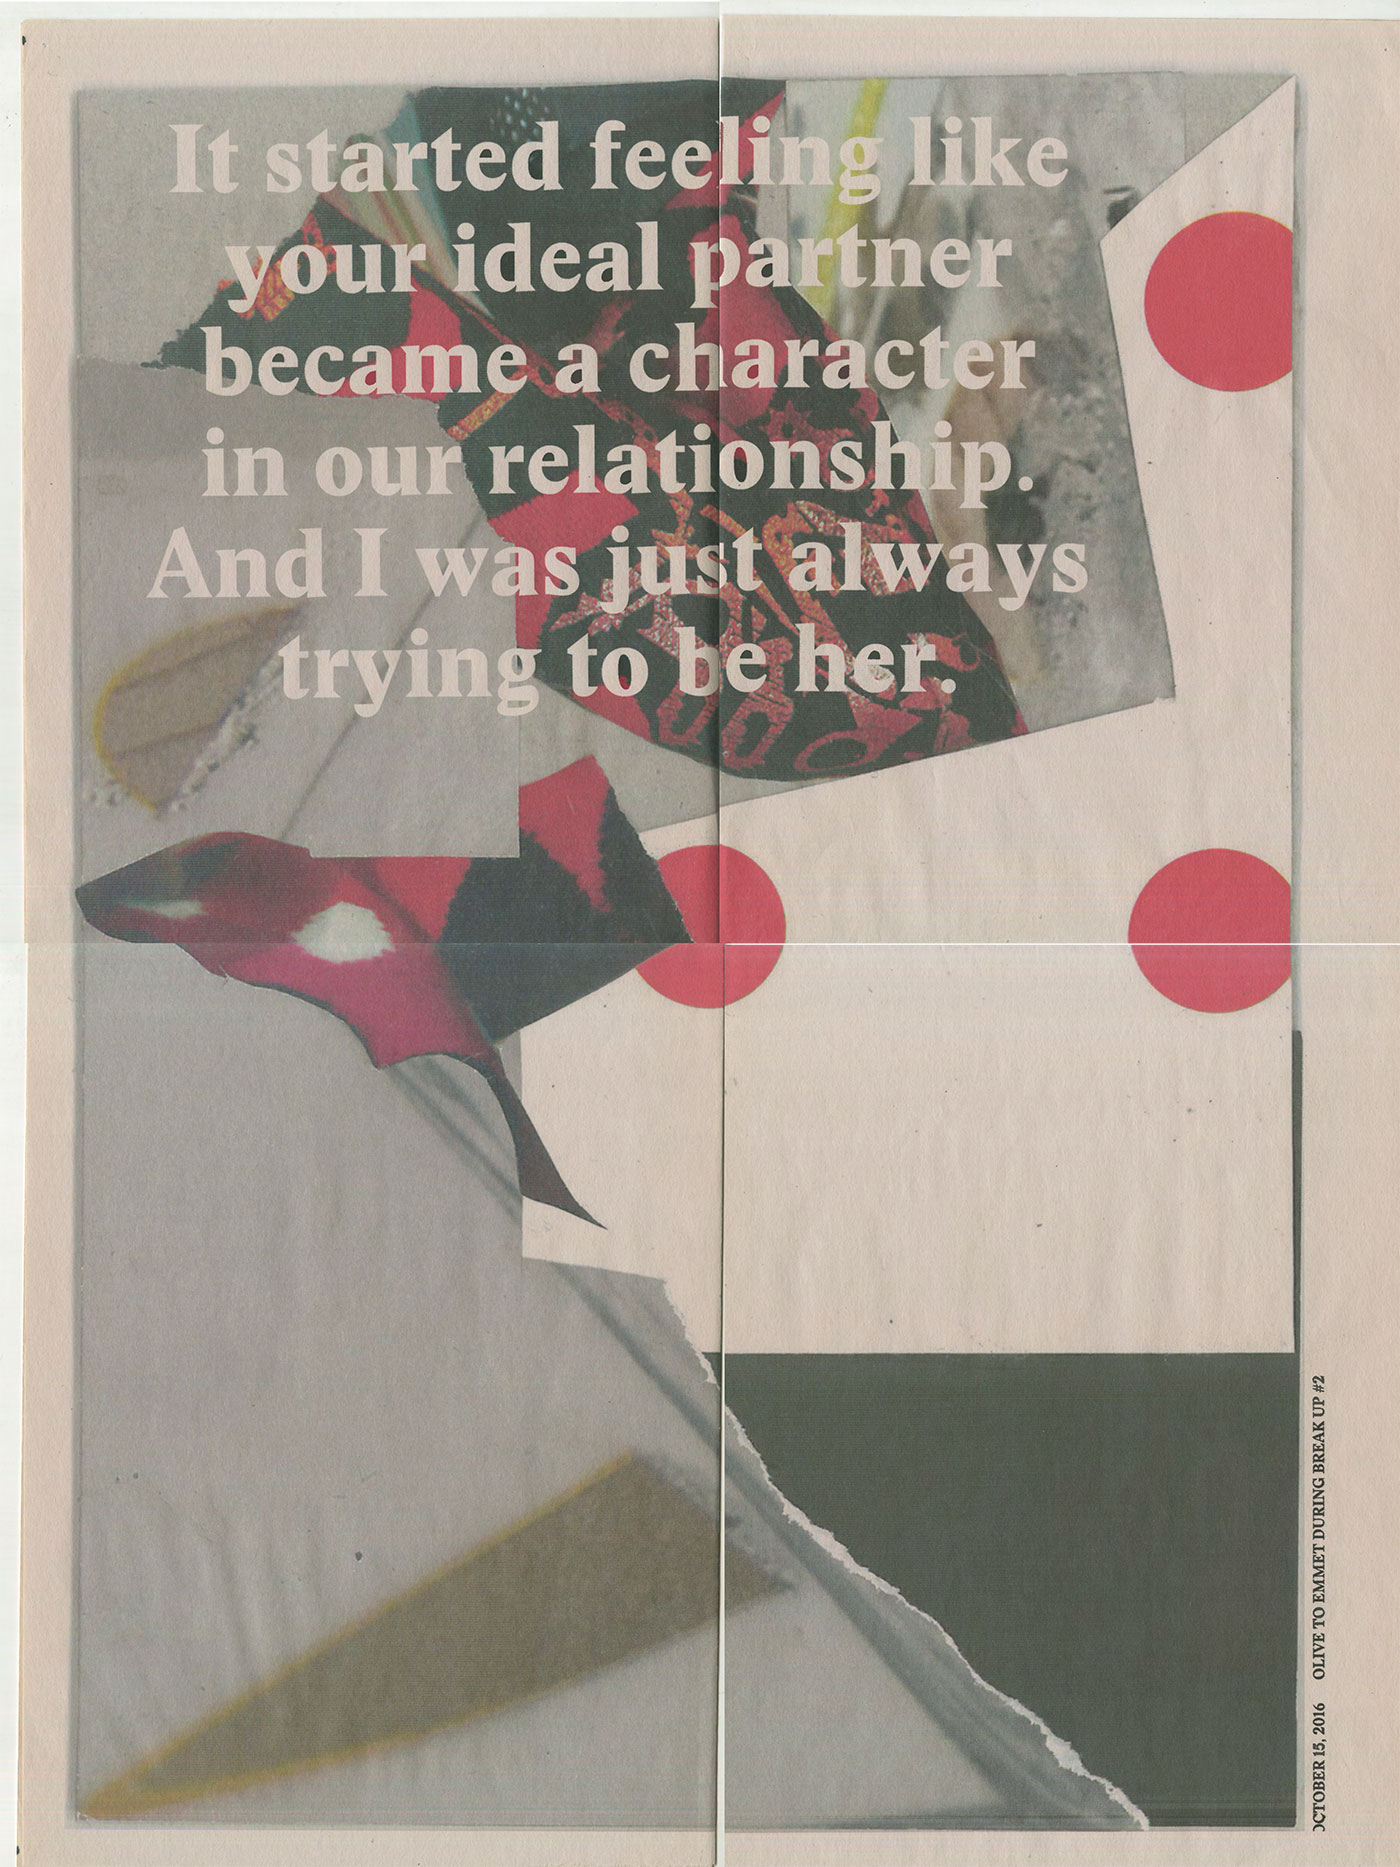 It started feeling like
your ideal partner
became a character
in our relationship.
And I was just always
trying to be her.
OCTOBER 15, 2016 OLIVE TO EMMET DURING BREAK UP #2